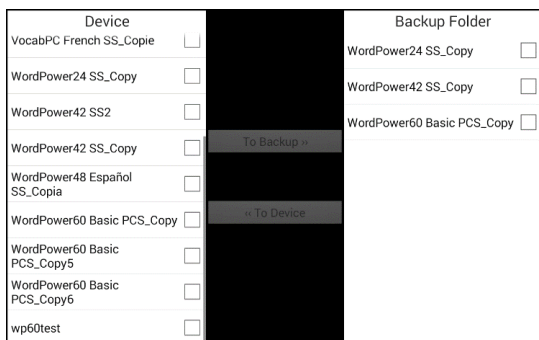 Device
VocabPC French SS_Copie
WordPower24 SS_Copy
WordPower42 SS2
WordPower42 SS_Copy
WordPower48 Español
SS_Copia
WordPower60 Basic PCS_Copy
WordPower60 Basic
PCS_Copy5
WordPower60 Basic
PCS_Copy6
wp60test
To Backup »
« To Device
Backup Folder
WordPower24 SS_Copy
WordPower42 SS_Copy
WordPower60 Basic PCS_Copy